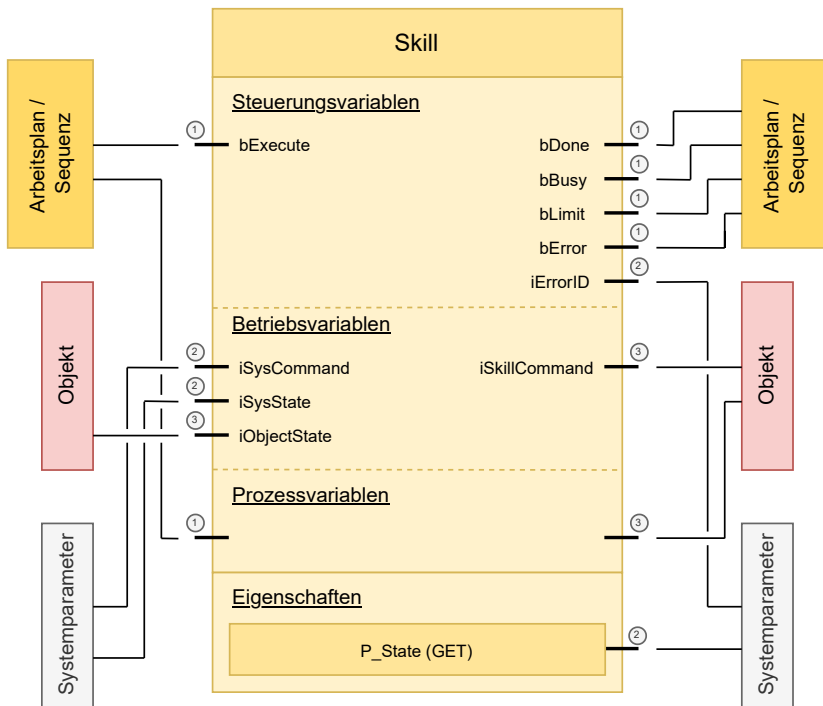 Skill
Arbeitsplan /
Sequenz
Steuerungsvariablen
1
bExecute
bDone
1
bBusy
1
bLimit
1
bError
1
iErrorID
2
Arbeitsplan /
Sequenz
Objekt
Betriebsvariablen
2
iSysCommand
2
iSysState
3
iObjectState
iSkillCommand
3
Objekt
Systemparameter
Prozessvariablen
1
3
Eigenschaften
P_State (GET)
2
Systemparameter